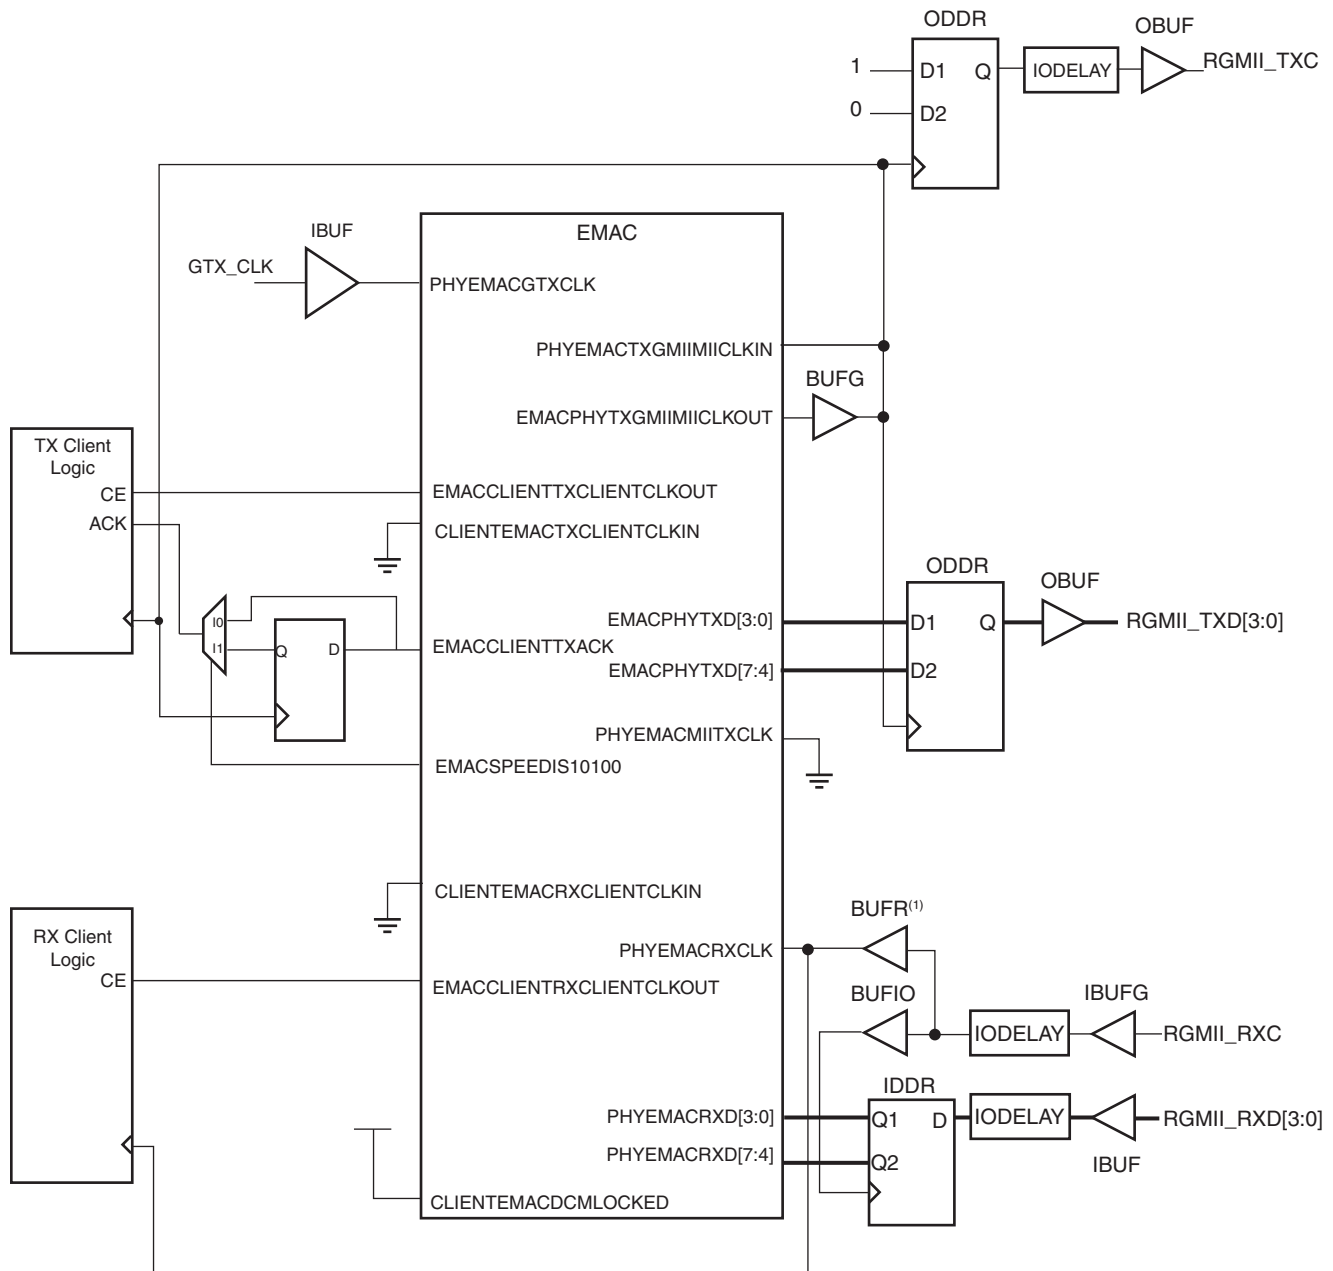 ODDR
OBUF
1
D1
Q
IODELAY
RGMII_TXC
0
D2
IBUF
EMAC
GTX_CLK
PHYEMACGTXCLK
PHYEMACTXGMIIMIICLKIN
BUFG
EMACPHYTXGMIIMIICLKOUT
TX Client
Logic
CE
EMACCLIENTTXCLIENTCLKOUT
ACK
CLIENTEMACTXCLIENTCLKIN
ODDR
OBUF
I0
EMACPHYTXD[3:0]
D1
Q
RGMII_TXD[3:0]
I1
Q
D
EMACCLIENTTXACK
EMACPHYTXD[7:4]
D2
PHYEMACMIITXCLK
EMACSPEEDIS10100
CLIENTEMACRXCLIENTCLKIN
BUFR(1)
RX Client
Logic
PHYEMACRXCLK
CE
EMACCLIENTRXCLIENTCLKOUT
BUFIO
IBUFG
IODELAY
RGMII_RXC
IDDR
PHYEMACRXD[3:0]
Q1
D
IODELAY
RGMII_RXD[3:0]
PHYEMACRXD[7:4]
Q2
IBUF
CLIENTEMACDCMLOCKED